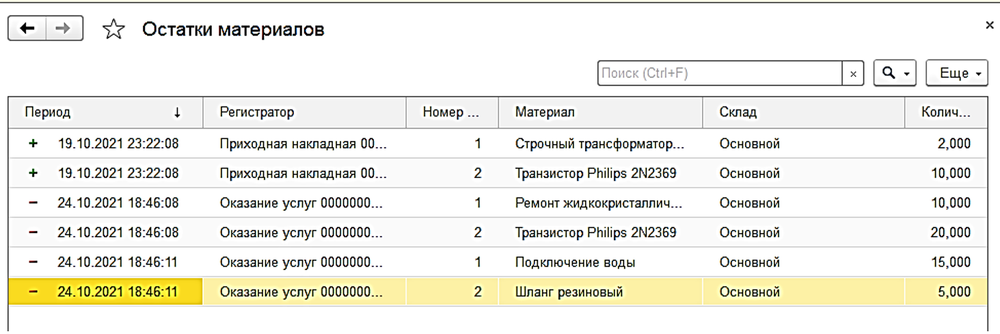 Остатки материалов
Поиск (Ctrl+F)
Еще
Период Регистратор Номер ... Материал Склад Колич...
+ 19.10.2021 23:22:08 Приходная накладная 00... 1 Строчный трансформатор... Основной 2,000
+ 19.10.2021 23:22:08 Приходная накладная 00... 2 Транзистор Philips 2N2369 Основной 10,000
- 24.10.2021 18:46:08 Оказание услуг 0000000... 1 Ремонт жидкокристаллич... Основной 10,000
- 24.10.2021 18:46:08 Оказание услуг 0000000... 2 Транзистор Philips 2N2369 Основной 20,000
- 24.10.2021 18:46:11 Оказание услуг 0000000... 1 Подключение воды Основной 15,000
- 24.10.2021 18:46:11 Оказание услуг 0000000... 2 Шланг резиновый Основной 5,000